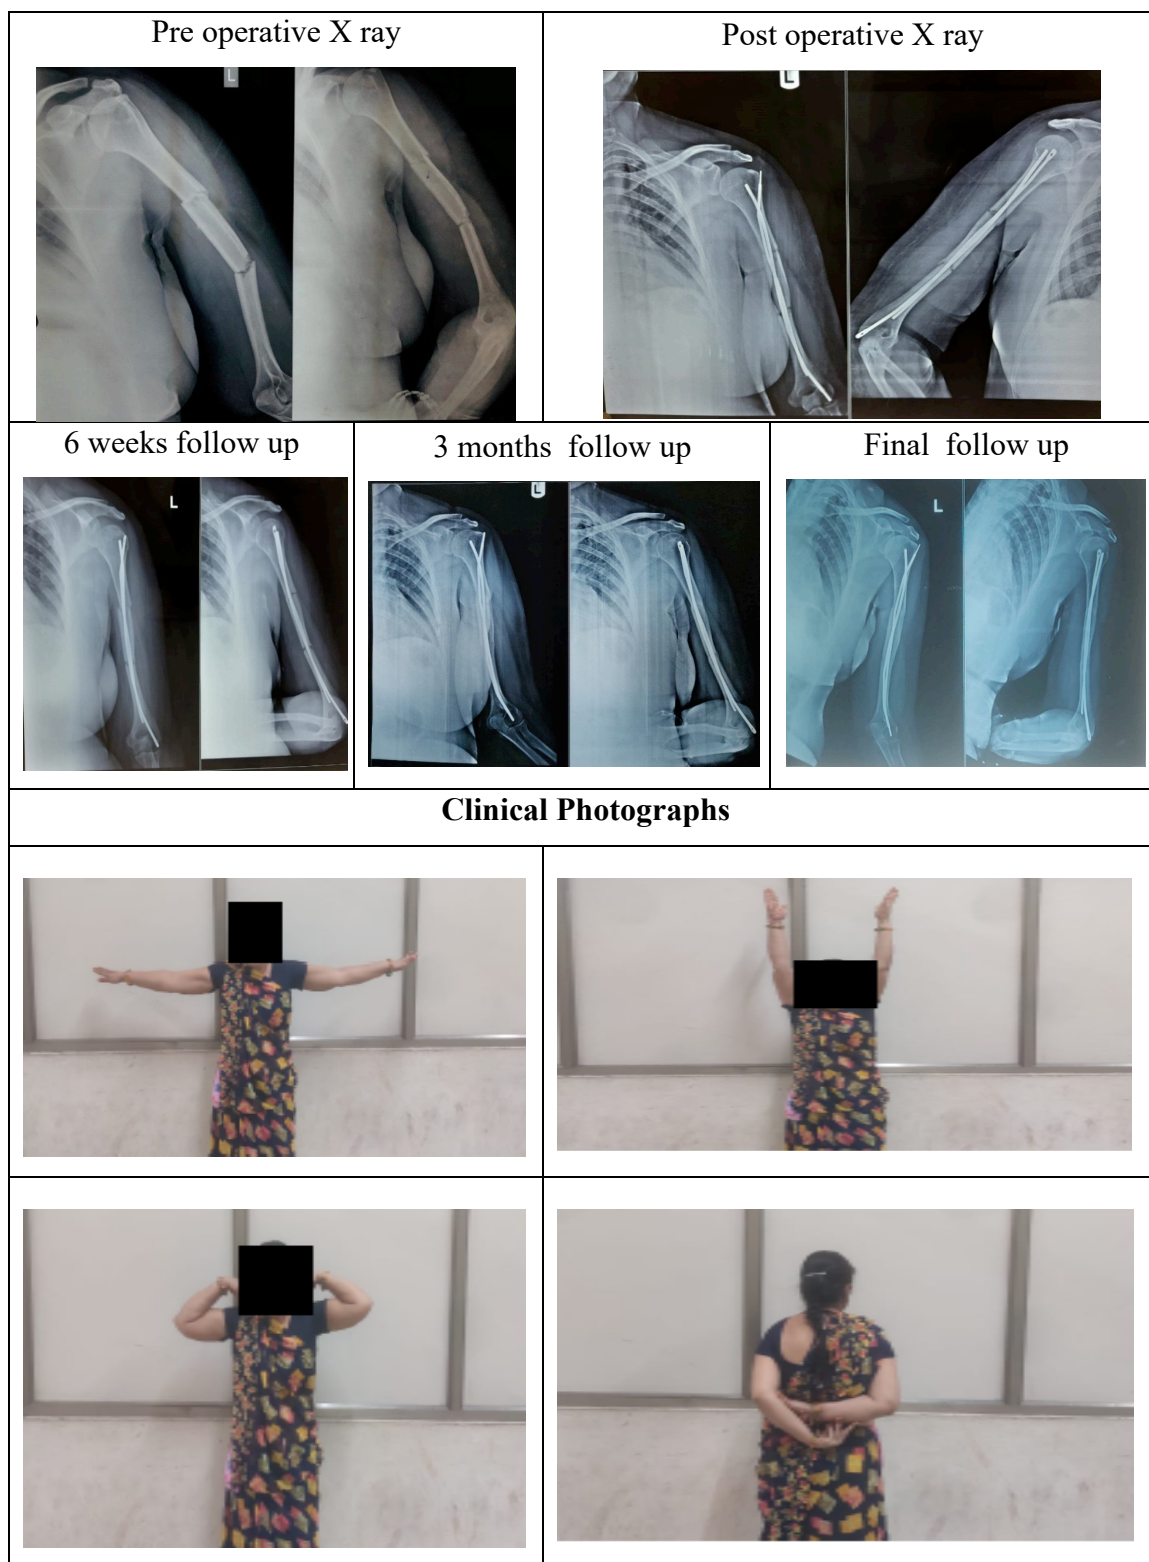 Pre operative X ray
Post operative X ray
L
L
6 weeks follow up
3 months follow up
Final follow up
L
L
L
Clinical Photographs